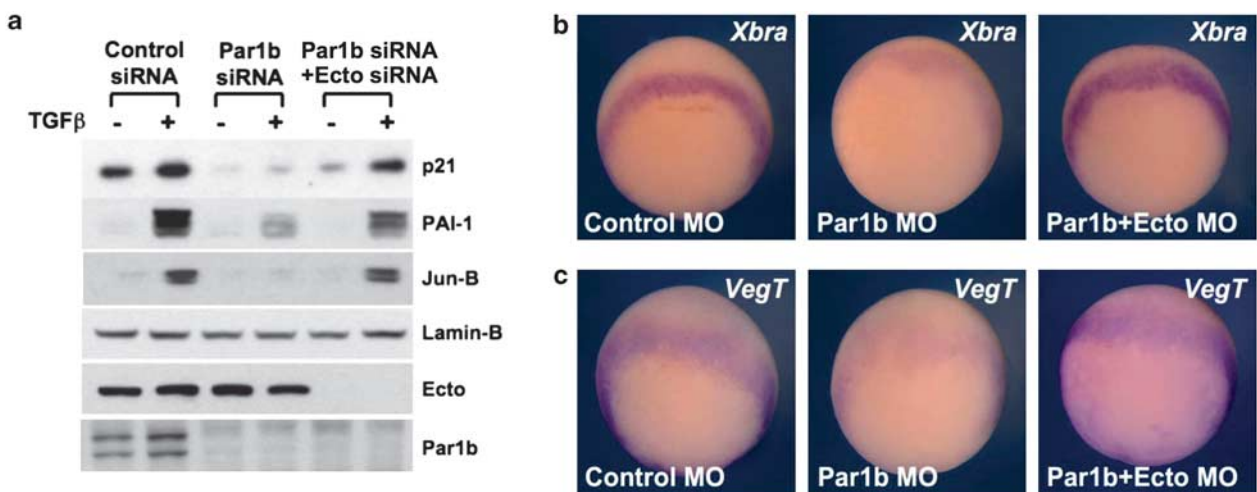 a
Control siRNA
Par1b siRNA
Par1b siRNA +Ecto siRNA
TGFβ - + - + - +
p21
PAI-1
Jun-B
Lamin-B
Ecto
Par1b
b
Xbra
Control MO
Xbra
Par1b MO
Xbra
Par1b+Ecto MO
c
VegT
Control MO
VegT
Par1b MO
VegT
Par1b+Ecto MO